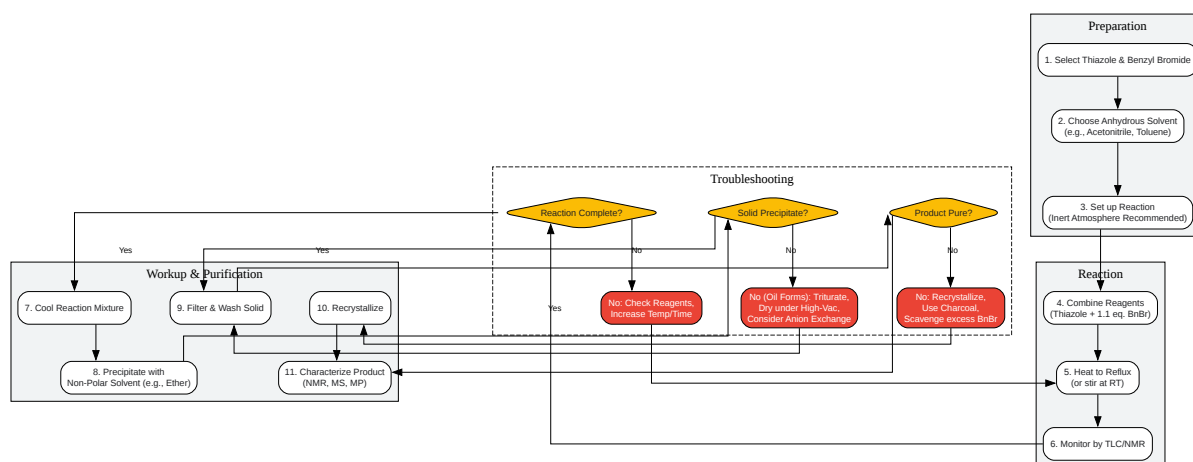 Preparation
1. Select Thiazole & Benzyl Bromide
2. Choose Anhydrous Solvent
(e.g., Acetonitrile, Toluene)
3. Set up Reaction
(Inert Atmosphere Recommended)
Troubleshooting
Reaction Complete?
Solid Precipitate?
Product Pure?
Yes
Yes
No
No
No
No: Check Reagents,
Increase Temp/Time
No (Oil Forms): Triturate,
Dry under High-Vac,
Consider Anion Exchange
No: Recrystallize,
Use Charcoal,
Scavenge excess BnBr
Yes
Workup & Purification
7. Cool Reaction Mixture
9. Filter & Wash Solid
10. Recrystallize
8. Precipitate with
Non-Polar Solvent (e.g., Ether)
11. Characterize Product
(NMR, MS, MP)
Reaction
4. Combine Reagents
(Thiazole + 1.1 eq. BnBr)
5. Heat to Reflux
(or stir at RT)
6. Monitor by TLC/NMR